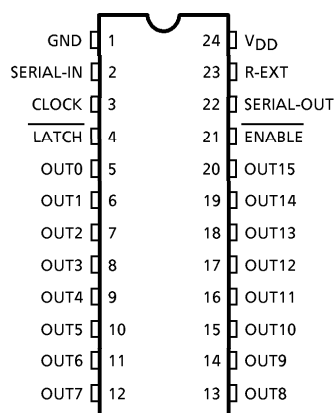 GND 1 24 VDD
SERIAL-IN 2 23 R-EXT
CLOCK 3 22 SERIAL-OUT
LATCH 4 21 ENABLE
OUT0 5 20 OUT15
OUT1 6 19 OUT14
OUT2 7 18 OUT13
OUT3 8 17 OUT12
OUT4 9 16 OUT11
OUT5 10 15 OUT10
OUT6 11 14 OUT9
OUT7 12 13 OUT8